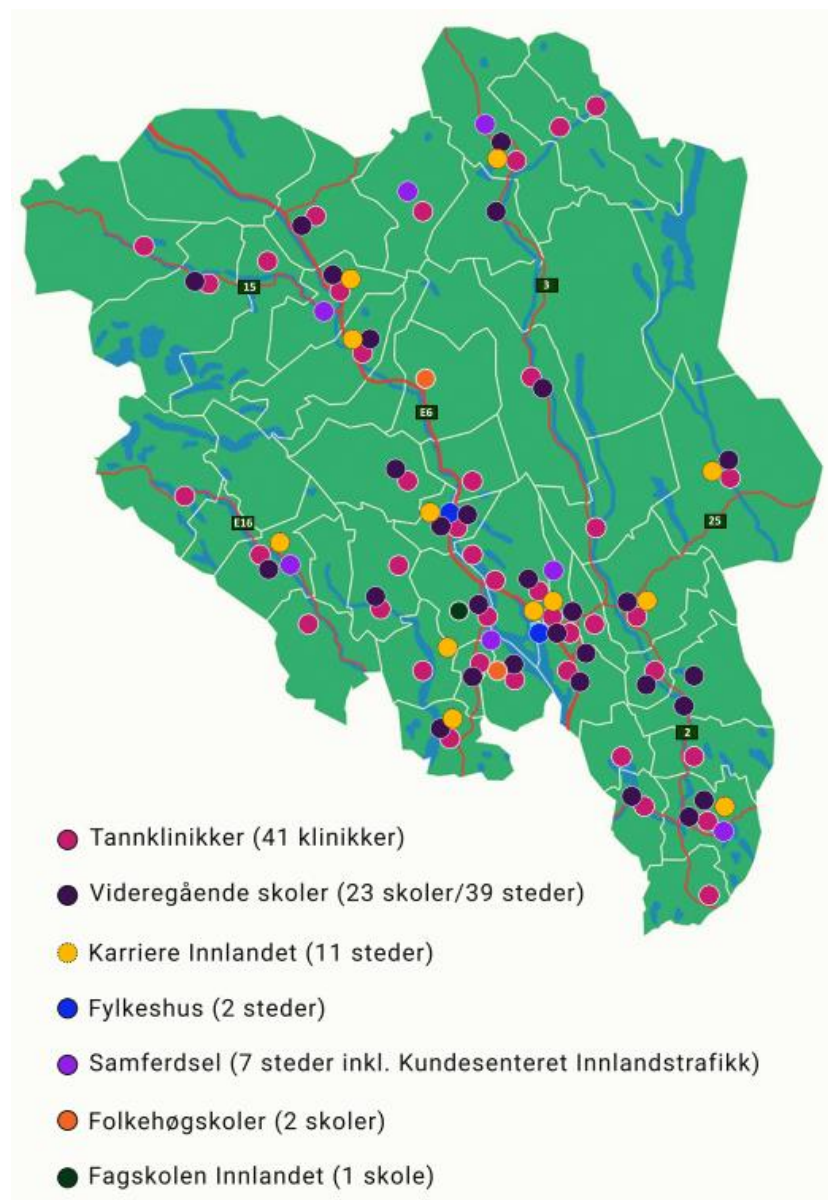 15
3
E6
E16
25
2
Tannklinikker (41 klinikker)
Videregående skoler (23 skoler/39 steder)
Karriere Innlandet (11 steder)
Fylkeshus (2 steder)
Samferdsel (7 steder inkl. Kundesenteret Innlandstrafikk)
Folkehøgskoler (2 skoler)
Fagskolen Innlandet (1 skole)